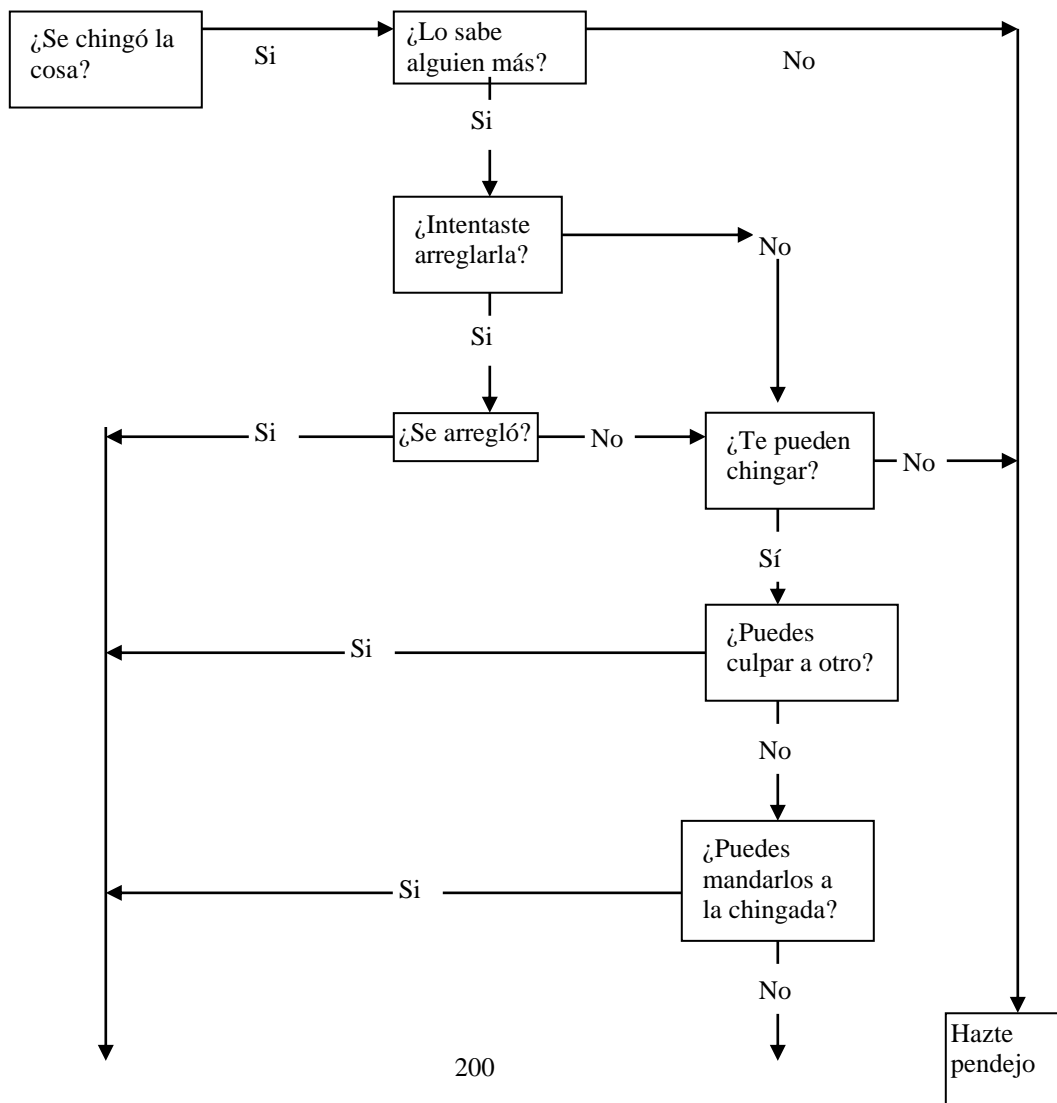 ¿Se chingó la
cosa?
Si
¿Lo sabe
alguien más?
No
Si
¿Intentaste
arreglarla?
No
Si
Si
¿Se arregló?
No
¿Te pueden
chingar?
No
Sí
Si
¿Puedes
culpar a otro?
No
Si
¿Puedes
mandarlos a
la chingada?
No
Hazte
pendejo
200